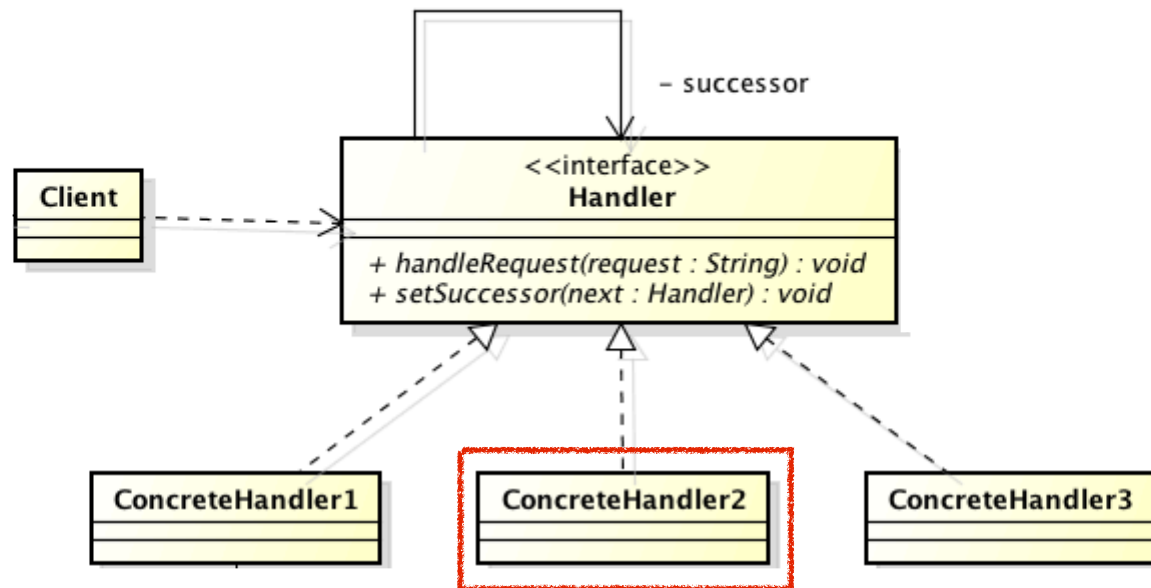 - successor
<<interface>>
Handler
Client
+ handleRequest(request : String) : void
+ setSuccessor(next : Handler) : void
ConcreteHandler1
ConcreteHandler2
ConcreteHandler3